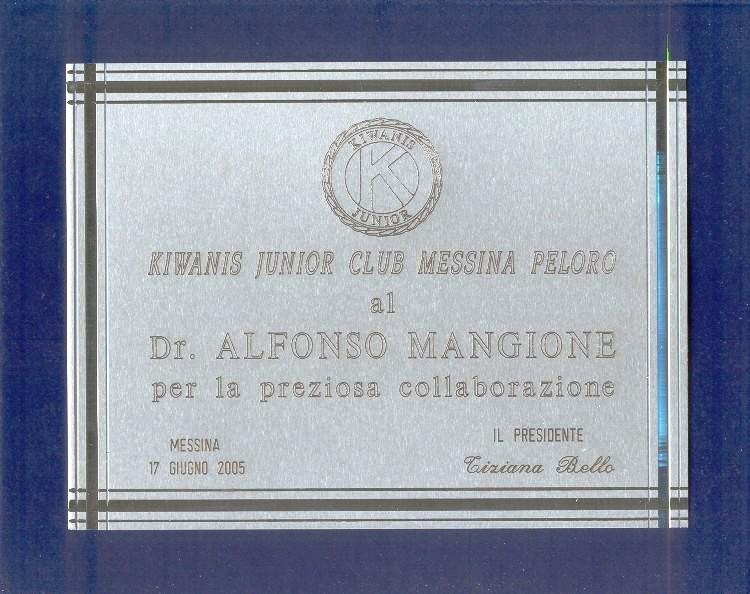 KIWANIS
K
JUNIOR
KIWANIS JUNIOR CLUB MESSINA PELORO
al
Dr. ALFONSO MANGIONE
per la preziosa collaborazione
MESSINA
17 GIUGNO 2005
IL PRESIDENTE
Tiziana Bello